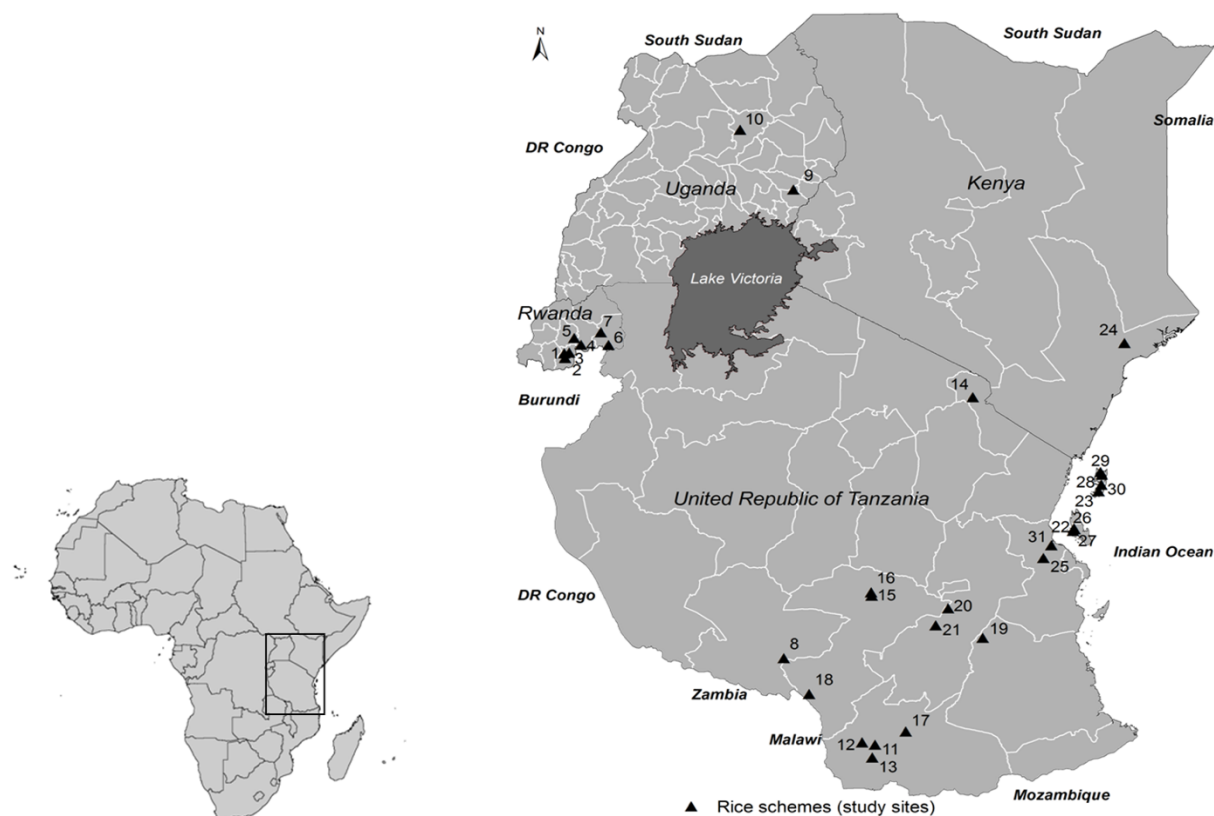 N
South Sudan
South Sudan
Somalia
10
DR Congo
9
Uganda
Kenya
Lake Victoria
Rwanda
7
5
24
4
6
1
3
2
14
Burundi
29
28
30
23
United Republic of Tanzania
26
22
27
31
Indian Ocean
25
16
DR Congo
15
20
21
19
8
18
Zambia
17
Malawi
12
11
13
Mozambique
Rice schemes (study sites)